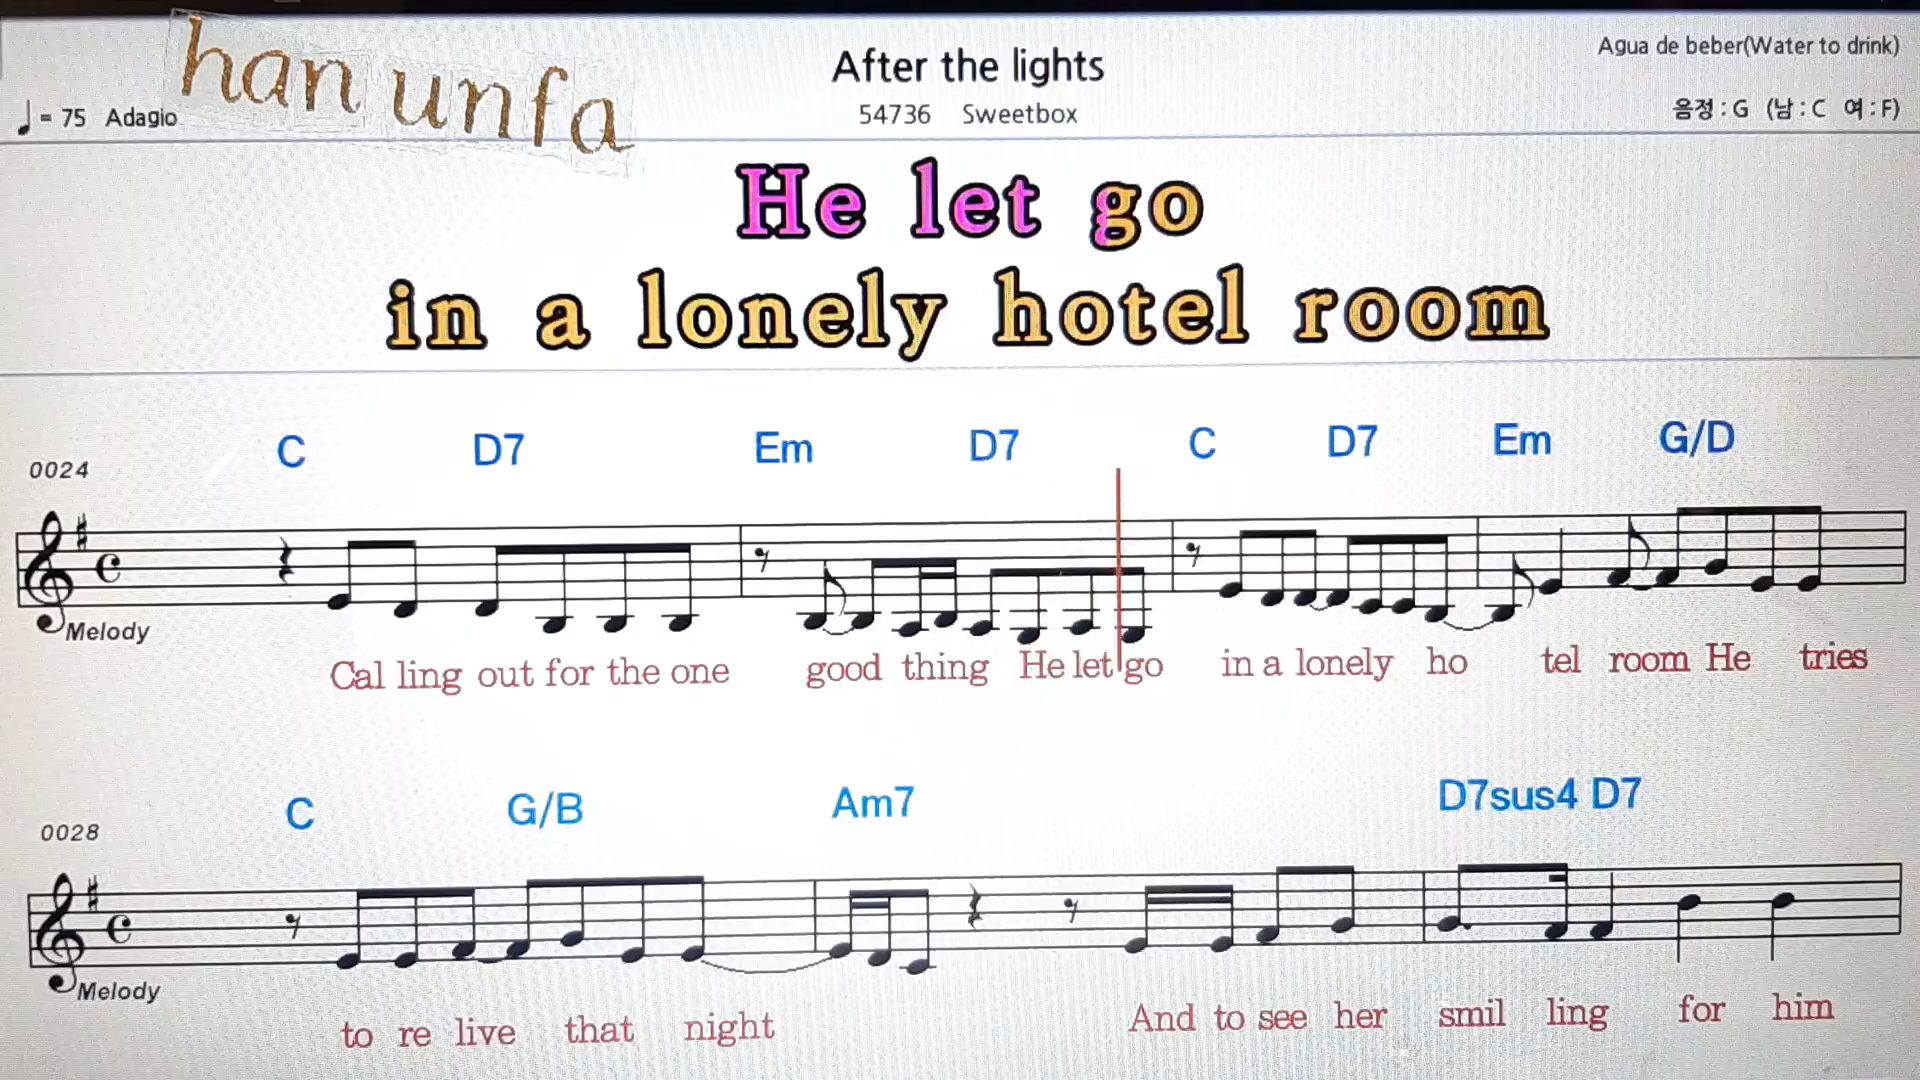 han unfa
After the lights
Agua de beber(Water to drink)
♩ = 75 Adagio
54736 Sweetbox
음정 : G (남 : C 여 : F)
He let go
in a lonely hotel room
C D7 Em D7 C D7 Em G/D
0024
Melody
Cal ling out for the one good thing He let go in a lonely ho tel room He tries
C G/B Am7 D7sus4 D7
0028
Melody
to re live that night And to see her smil ling for him